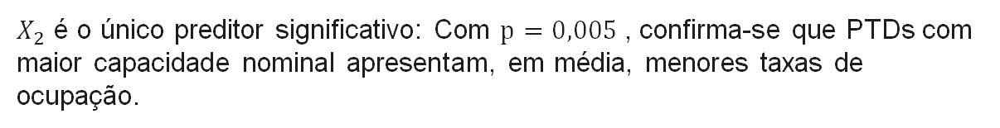 X₂ é o único preditor significativo: Com p = 0,005 , confirma-se que PTDs com
maior capacidade nominal apresentam, em média, menores taxas de
ocupação.